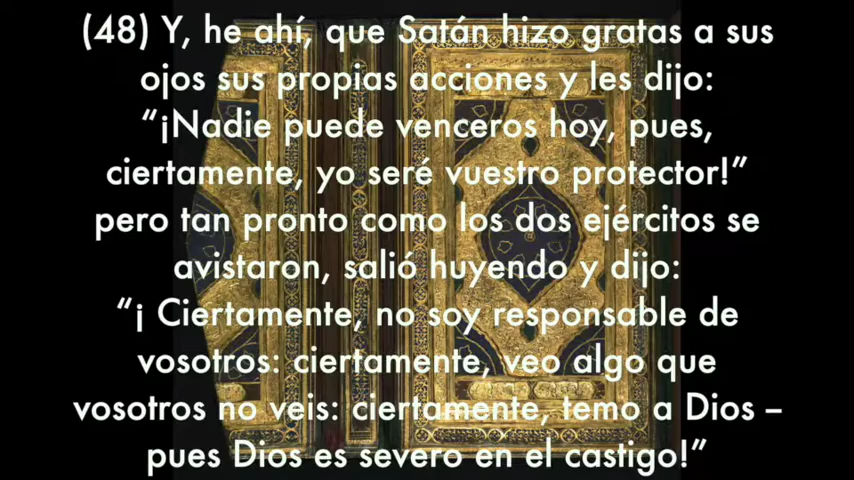 (48) Y, he ahí, que Satán hizo gratas a sus
ojos sus propias acciones y les dijo:
“¡Nadie puede venceros hoy, pues,
ciertamente, yo seré vuestro protector!”
pero tan pronto como los dos ejércitos se
avistaron, salió huyendo y dijo:
“¡ Ciertamente, no soy responsable de
vosotros: ciertamente, veo algo que
vosotros no veis: ciertamente, temo a Dios –
pues Dios es severo en el castigo!”